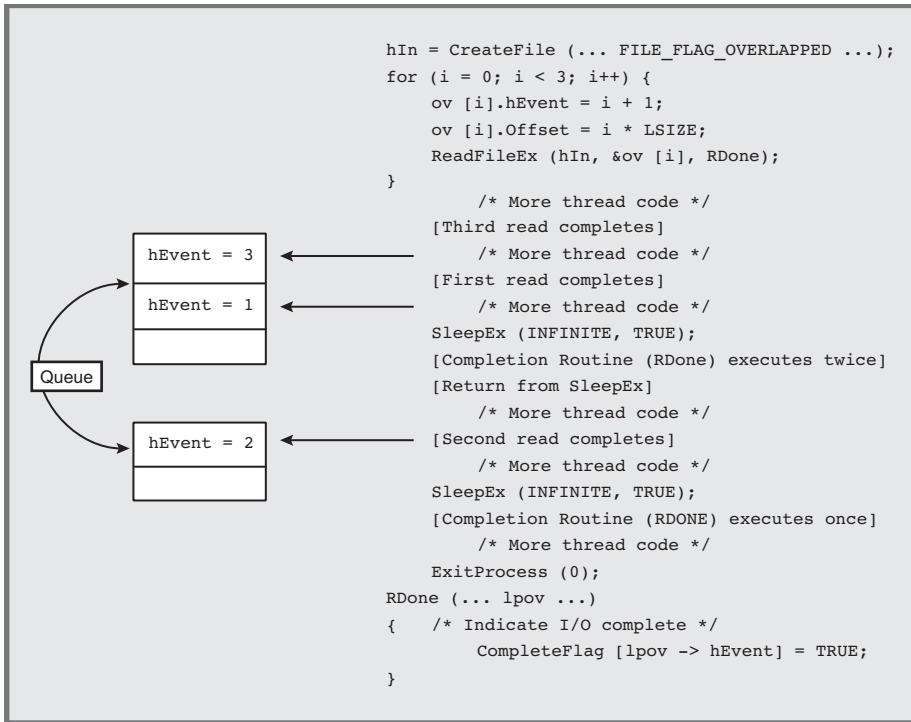 hIn = CreateFile (... FILE_FLAG_OVERLAPPED ...);
for (i = 0; i < 3; i++) {
ov [i].hEvent = i + 1;
ov [i].Offset = i * LSIZE;
ReadFileEx (hIn, &ov [i], RDone);
}
/* More thread code */
[Third read completes]
hEvent = 3
/* More thread code */
[First read completes]
hEvent = 1
/* More thread code */
SleepEx (INFINITE, TRUE);
[Completion Routine (RDone) executes twice]
Queue
[Return from SleepEx]
/* More thread code */
hEvent = 2
[Second read completes]
/* More thread code */
SleepEx (INFINITE, TRUE);
[Completion Routine (RDONE) executes once]
/* More thread code */
ExitProcess (0);
RDone (... lpov ...)
{ /* Indicate I/O complete */
CompleteFlag [lpov -> hEvent] = TRUE;
}